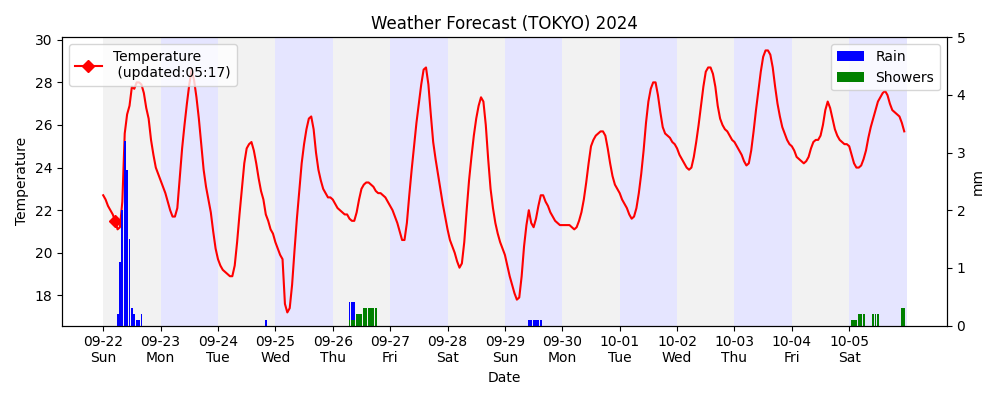 Weather Forecast (TOKYO) 2024
Temperature
(updated:05:17)
Rain
Showers
30
28
26
24
22
20
18
Temperature
5
4
3
2
1
0
mm
09-22 09-23 09-24 09-25 09-26 09-27 09-28 09-29 09-30 10-01 10-02 10-03 10-04 10-05
Sun Mon Tue Wed Thu Fri Sat Sun Mon Tue Wed Thu Fri Sat
Date